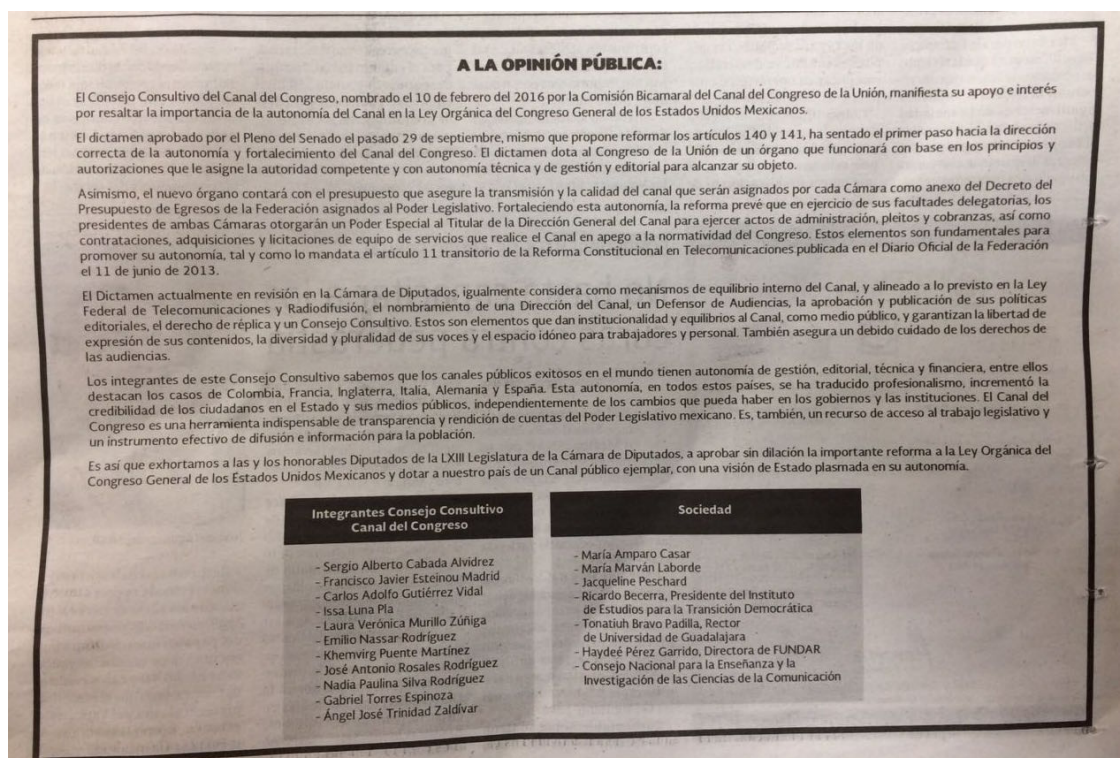 A LA OPINIÓN PÚBLICA:
El Consejo Consultivo del Canal del Congreso, nombrado el 10 de febrero del 2016 por la Comisión Bicamaral del Canal del Congreso de la Unión, manifiesta su apoyo e interés
por resaltar la importancia de la autonomía del Canal en la Ley Orgánica del Congreso General de los Estados Unidos Mexicanos.
El dictamen aprobado por el Pleno del Senado el pasado 29 de septiembre, mismo que propone reformar los artículos 140 y 141, ha sentado el primer paso hacia la dirección
correcta de la autonomía y fortalecimiento del Canal del Congreso. El dictamen dota al Congreso de la Unión de un órgano que funcionará con base en los principios y
autorizaciones que le asigne la autoridad competente y con autonomía técnica y de gestión y editorial para alcanzar su objeto.
Asimismo, el nuevo órgano contará con el presupuesto que asegure la transmisión y la calidad del canal que serán asignados por cada Cámara como anexo del Decreto del
Presupuesto de Egresos de la Federación asignados al Poder Legislativo. Fortaleciendo esta autonomía, la reforma prevé que en ejercicio de sus facultades delegatorias, los
presidentes de ambas Cámaras otorgarán un Poder Especial al Titular de la Dirección General del Canal para ejercer actos de administración, pleitos y cobranzas, así como
contrataciones, adquisiciones y licitaciones de equipo de servicios que realice el Canal en apego a la normatividad del Congreso. Estos elementos son fundamentales para
promover su autonomía, tal y como lo mandata el artículo 11 transitorio de la Reforma Constitucional en Telecomunicaciones publicada en el Diario Oficial de la Federación
el 11 de junio de 2013.
El Dictamen actualmente en revisión en la Cámara de Diputados, igualmente considera como mecanismos de equilibrio interno del Canal, y alineado a lo previsto en la Ley
Federal de Telecomunicaciones y Radiodifusión, el nombramiento de una Dirección del Canal, un Defensor de Audiencias, la aprobación y publicación de sus políticas
editoriales, el derecho de réplica y un Consejo Consultivo. Estos son elementos que dan institucionalidad y equilibrios al Canal, como medio público, y garantizan la libertad de
expresión de sus contenidos, la diversidad y pluralidad de sus voces y el espacio idóneo para trabajadores y personal. También asegura un debido cuidado de los derechos de
las audiencias.
Los integrantes de este Consejo Consultivo sabemos que los canales públicos exitosos en el mundo tienen autonomía de gestión, editorial, técnica y financiera, entre ellos
destacan los casos de Colombia, Francia, Inglaterra, Italia, Alemania y España. Esta autonomía, en todos estos países, se ha traducido profesionalismo, incrementó la
credibilidad de los ciudadanos en el Estado y sus medios públicos, independientemente de los cambios que pueda haber en los gobiernos y las instituciones. El Canal del
Congreso es una herramienta indispensable de transparencia y rendición de cuentas del Poder Legislativo mexicano. Es, también, un recurso de acceso al trabajo legislativo y
un instrumento efectivo de difusión e información para la población.
Es así que exhortamos a las y los honorables Diputados de la LXIII Legislatura de la Cámara de Diputados, a aprobar sin dilación la importante reforma a la Ley Orgánica del
Congreso General de los Estados Unidos Mexicanos y dotar a nuestro país de un Canal público ejemplar, con una visión de Estado plasmada en su autonomía.
Integrantes Consejo Consultivo
Canal del Congreso
- Sergio Alberto Cabada Alvidrez
- Francisco Javier Esteinou Madrid
- Carlos Adolfo Gutiérrez Vidal
- Issa Luna Pla
- Laura Verónica Murillo Zúñiga
- Emilio Nassar Rodríguez
- Khemvirg Puente Martínez
- José Antonio Rosales Rodríguez
- Nadia Paulina Silva Rodríguez
- Gabriel Torres Espinoza
- Ángel José Trinidad Zaldívar
Sociedad
- María Amparo Casar
- María Marván Laborde
- Jacqueline Peschard
- Ricardo Becerra, Presidente del Instituto
de Estudios para la Transición Democrática
- Tonatiuh Bravo Padilla, Rector
de Universidad de Guadalajara
- Haydeé Pérez Garrido, Directora de FUNDAR
- Consejo Nacional para la Enseñanza y la
Investigación de las Ciencias de la Comunicación